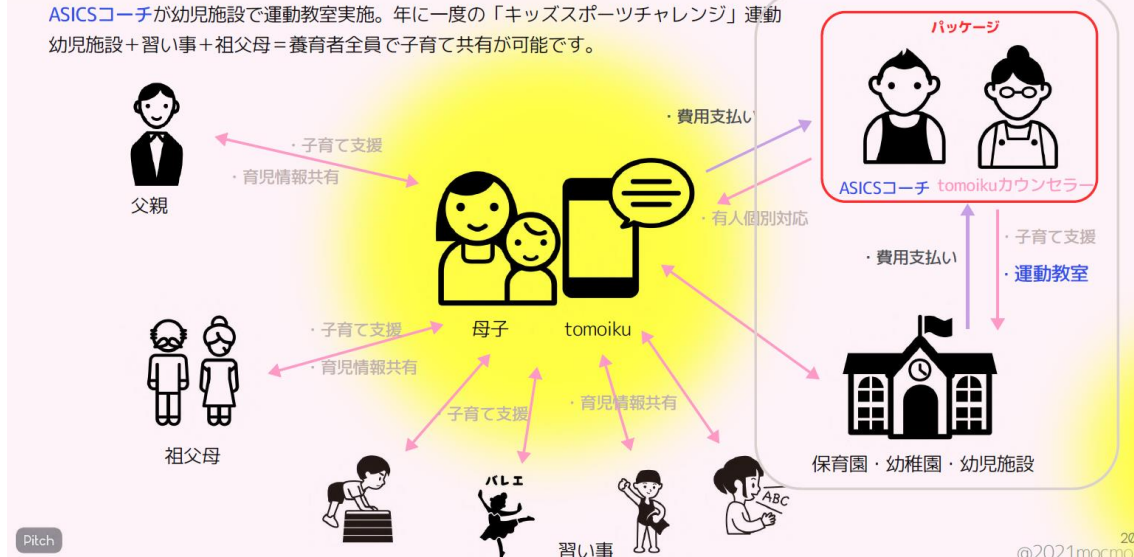 ASICSコーチが幼児施設で運動教室実施。年に一度の「キッズスポーツチャレンジ」連動
幼児施設＋習い事＋祖父母＝養育者全員で子育て共有が可能です。
パッケージ
・費用支払い
・子育て支援
・育児情報共有
父親
ASICSコーチ tomoikuカウンセラー
・有人個別対応
・費用支払い
・子育て支援
・運動教室
母子
tomoiku
・子育て支援
・育児情報共有
子育て支援
・育児情報共有
祖父母
保育園・幼稚園・幼児施設
バレエ
ABC
習い事
Pitch